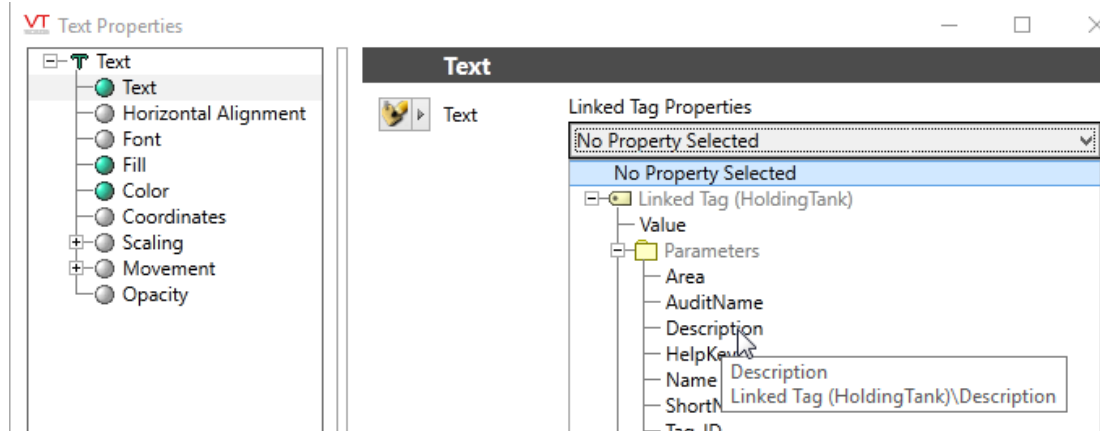 VT Text Properties
Text
Text
Horizontal Alignment
Font
Fill
Color
Coordinates
Scaling
Movement
Opacity
Text
Text
Linked Tag Properties
No Property Selected
No Property Selected
Linked Tag (HoldingTank)
Value
Parameters
Area
AuditName
Description
HelpKey
Name
Description
Linked Tag (HoldingTank)\Description